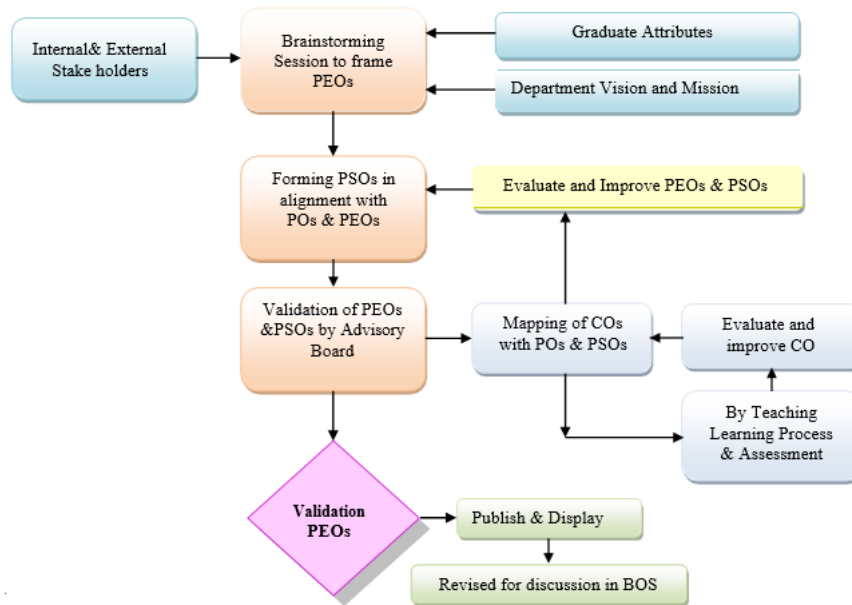 Internal& External
Stake holders
Brainstorming
Session to frame
PEOs
Graduate Attributes
Department Vision and Mission
Forming PSOs in
alignment with
POs & PEOs
Evaluate and Improve PEOs & PSOs
Validation of PEOs
&PSOs by Advisory
Board
Mapping of COs
with POs & PSOs
Evaluate and
improve CO
By Teaching
Learning Process
& Assessment
Validation
PEOs
Publish & Display
Revised for discussion in BOS
.